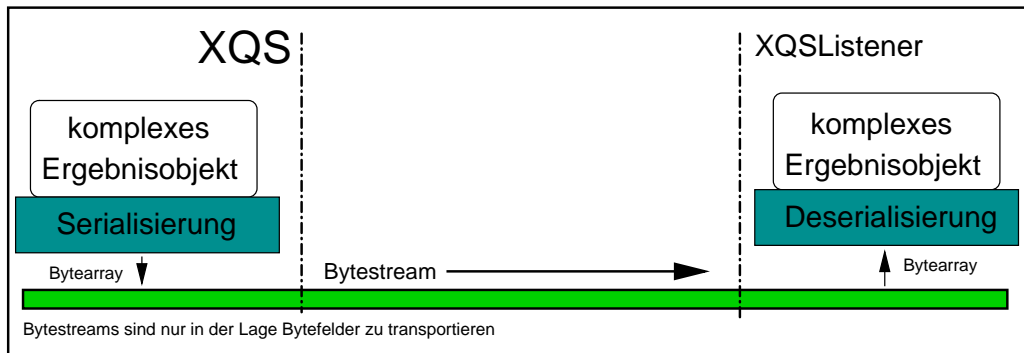 XQS
XQSListener
komplexes
Ergebnisobjekt
komplexes
Ergebnisobjekt
Serialisierung
Deserialisierung
Bytearray
Bytestream
Bytearray
Bytestreams sind nur in der Lage Bytefelder zu transportieren